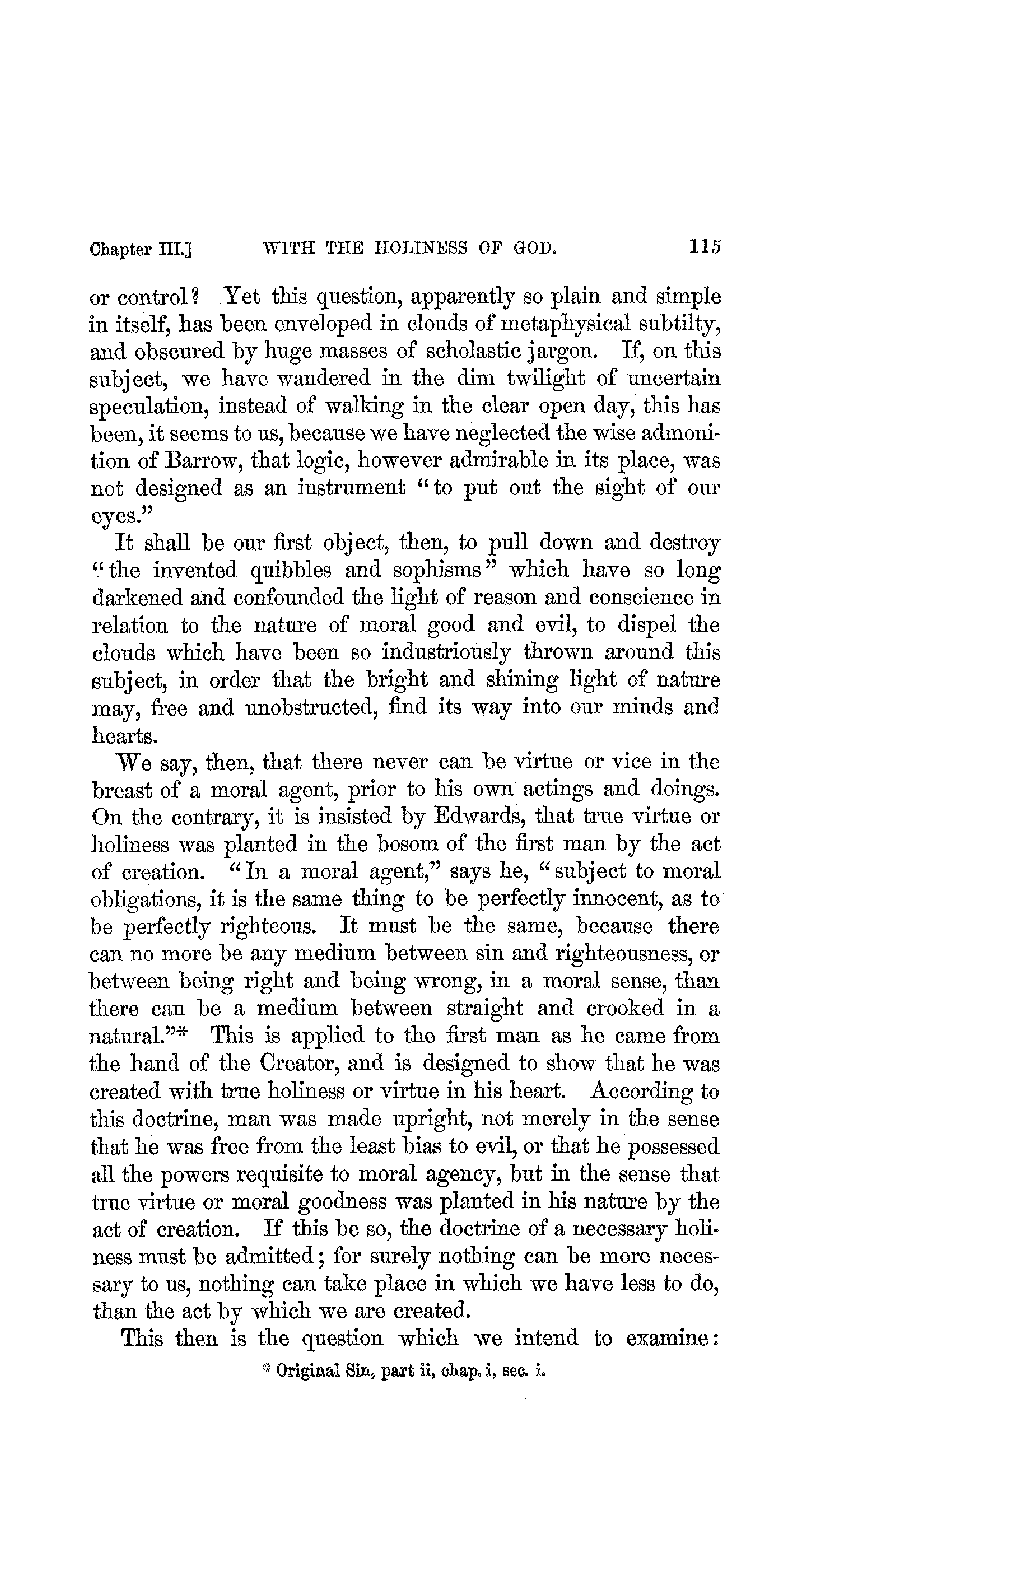 Chapter III.] WITH THE HOLINESS OF GOD. 115
or control? Yet this question, apparently so plain and simple
in itself, has been enveloped in clouds of metaphysical subtilty,
and obscured by huge masses of scholastic jargon. If, on this
subject, we have wandered in the dim twilight of uncertain
speculation, instead of walking in the clear open day, this has
been, it seems to us, because we have neglected the wise admoni-
tion of Barrow, that logic, however admirable in its place, was
not designed as an instrument “to put out the sight of our
eyes.”
It shall be our first object, then, to pull down and destroy
“the invented quibbles and sophisms” which have so long
darkened and confounded the light of reason and conscience in
relation to the nature of moral good and evil, to dispel the
clouds which have been so industriously thrown around this
subject, in order that the bright and shining light of nature
may, free and unobstructed, find its way into our minds and
hearts.
We say, then, that there never can be virtue or vice in the
breast of a moral agent, prior to his own actings and doings.
On the contrary, it is insisted by Edwards, that true virtue or
holiness was planted in the bosom of the first man by the act
of creation. “In a moral agent,” says he, “subject to moral
obligations, it is the same thing to be perfectly innocent, as to
be perfectly righteous. It must be the same, because there
can no more be any medium between sin and righteousness, or
between being right and being wrong, in a moral sense, than
there can be a medium between straight and crooked in a
natural.”* This is applied to the first man as he came from
the hand of the Creator, and is designed to show that he was
created with true holiness or virtue in his heart. According to
this doctrine, man was made upright, not merely in the sense
that he was free from the least bias to evil, or that he possessed
all the powers requisite to moral agency, but in the sense that
true virtue or moral goodness was planted in his nature by the
act of creation. If this be so, the doctrine of a necessary holi-
ness must be admitted; for surely nothing can be more neces-
sary to us, nothing can take place in which we have less to do,
than the act by which we are created.
This then is the question which we intend to examine:
* Original Sin, part ii, chap. i, sec. i.